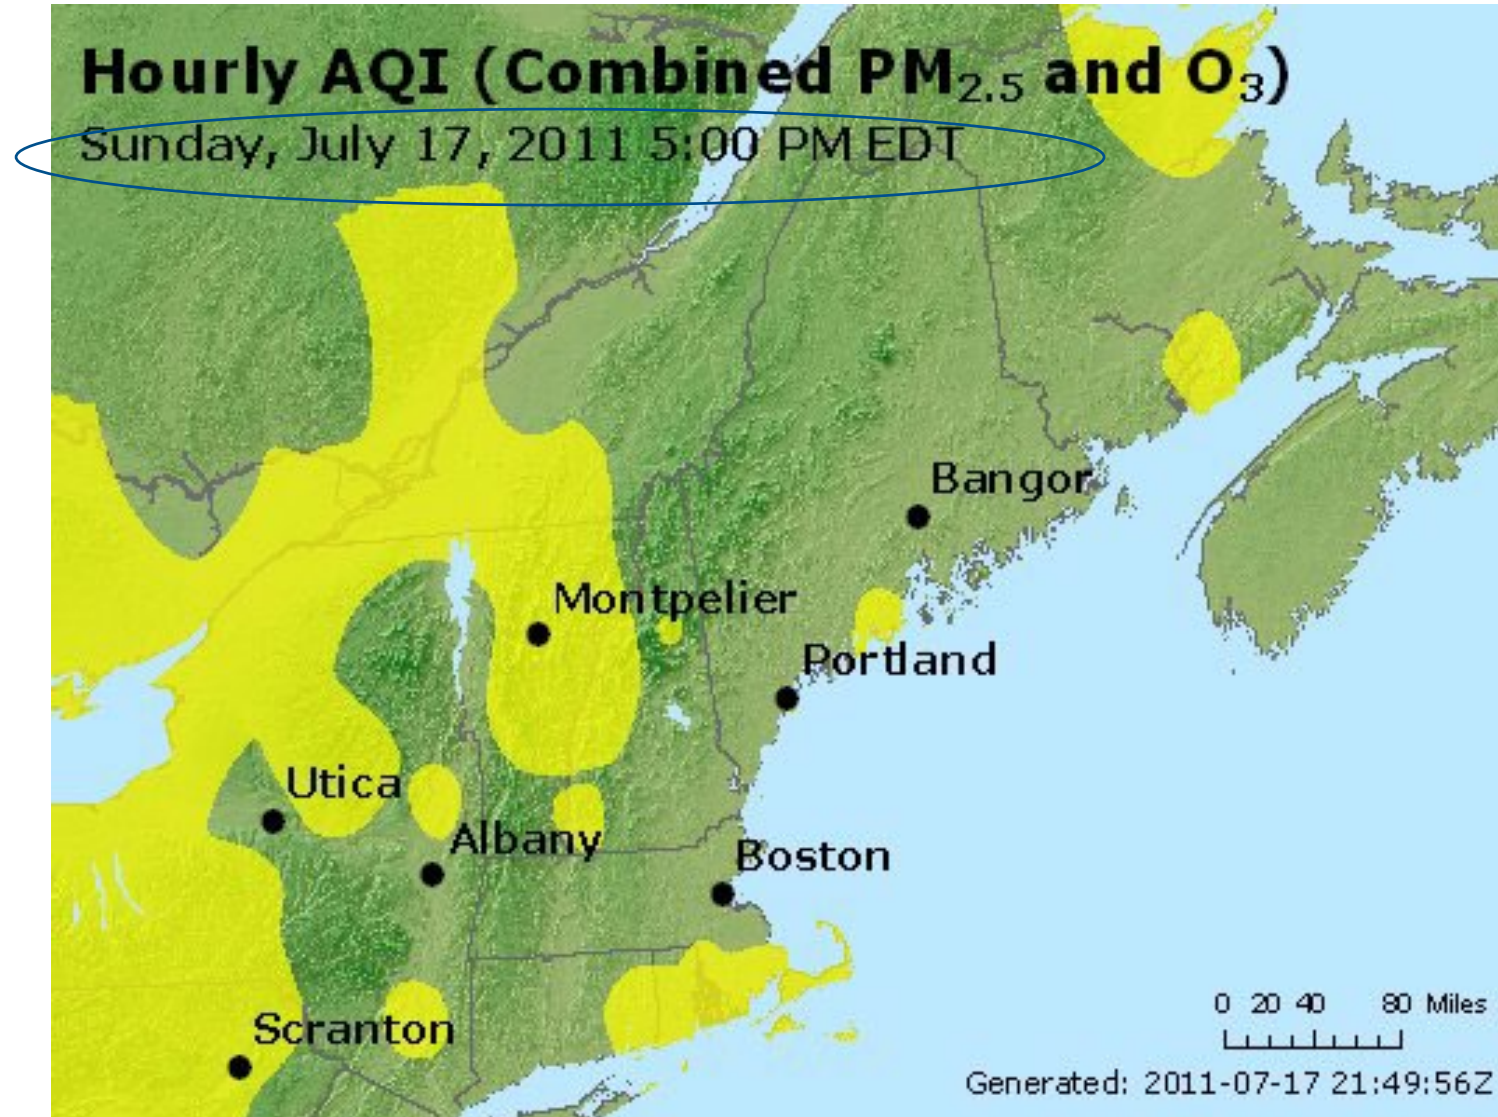 Hourly AQI (Combined PM2.5 and O3)
Sunday, July 17, 2011 5:00 PM EDT
Bangor
Montpelier
Portland
Utica
Albany
Boston
Scranton
0 20 40 80 Miles
Generated: 2011-07-17 21:49:56Z